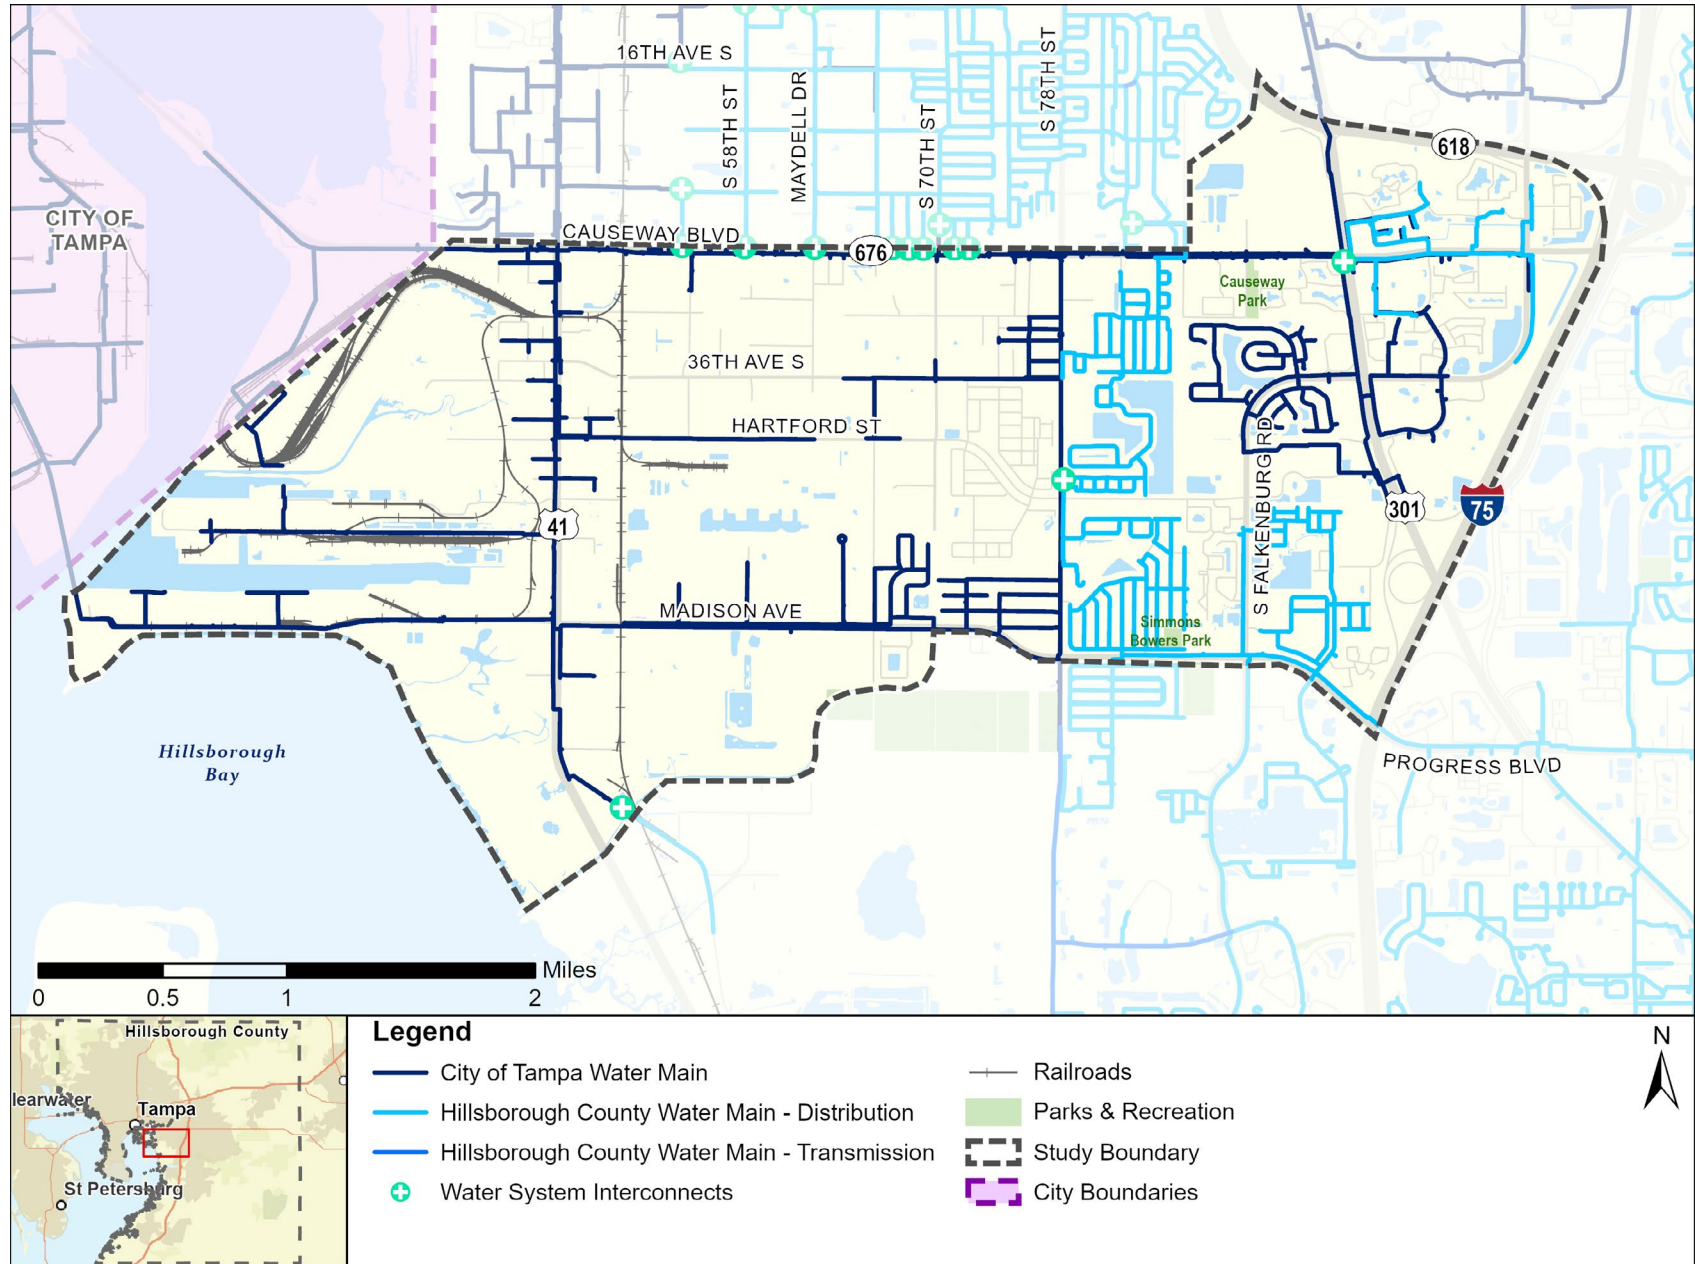 16TH AVE S
S 58TH ST
MAYDELL DR
S 70TH ST
S 78TH ST
618
CITY OF
TAMPA
CAUSEWAY BLVD
676
Causeway
Park
36TH AVE S
HARTFORD ST
S FALKENBURG RD
41
301
75
MADISON AVE
Simmons
Bowers Park
Hillsborough
Bay
PROGRESS BLVD
Miles
0 0.5 1 2
Hillsborough County
learwater
Tampa
St Petersburg
Legend
City of Tampa Water Main
Hillsborough County Water Main - Distribution
Hillsborough County Water Main - Transmission
Water System Interconnects
Railroads
Parks & Recreation
Study Boundary
City Boundaries
N